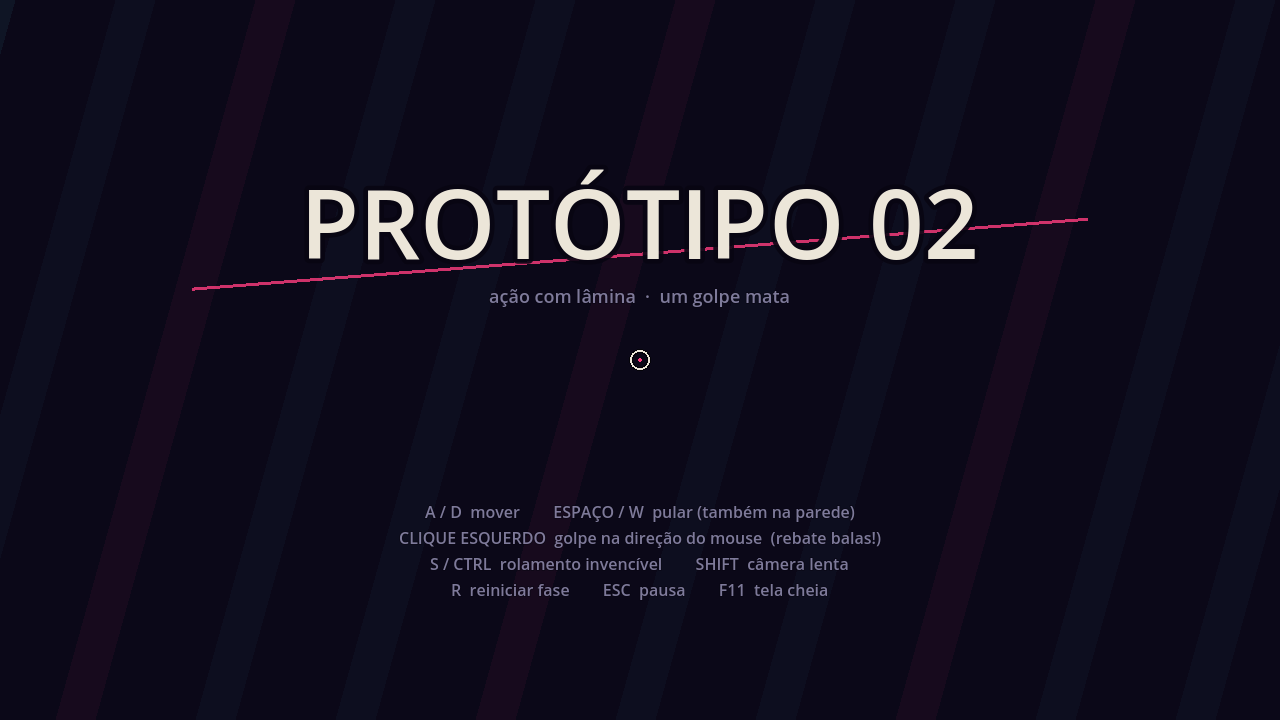 PROTÓTIPO 02
ação com lâmina · um golpe mata
A / D mover ESPAÇO / W pular (também na parede)
CLIQUE ESQUERDO golpe na direção do mouse (rebate balas!)
S / CTRL rolamento invencível SHIFT câmera lenta
R reiniciar fase ESC pausa F11 tela cheia